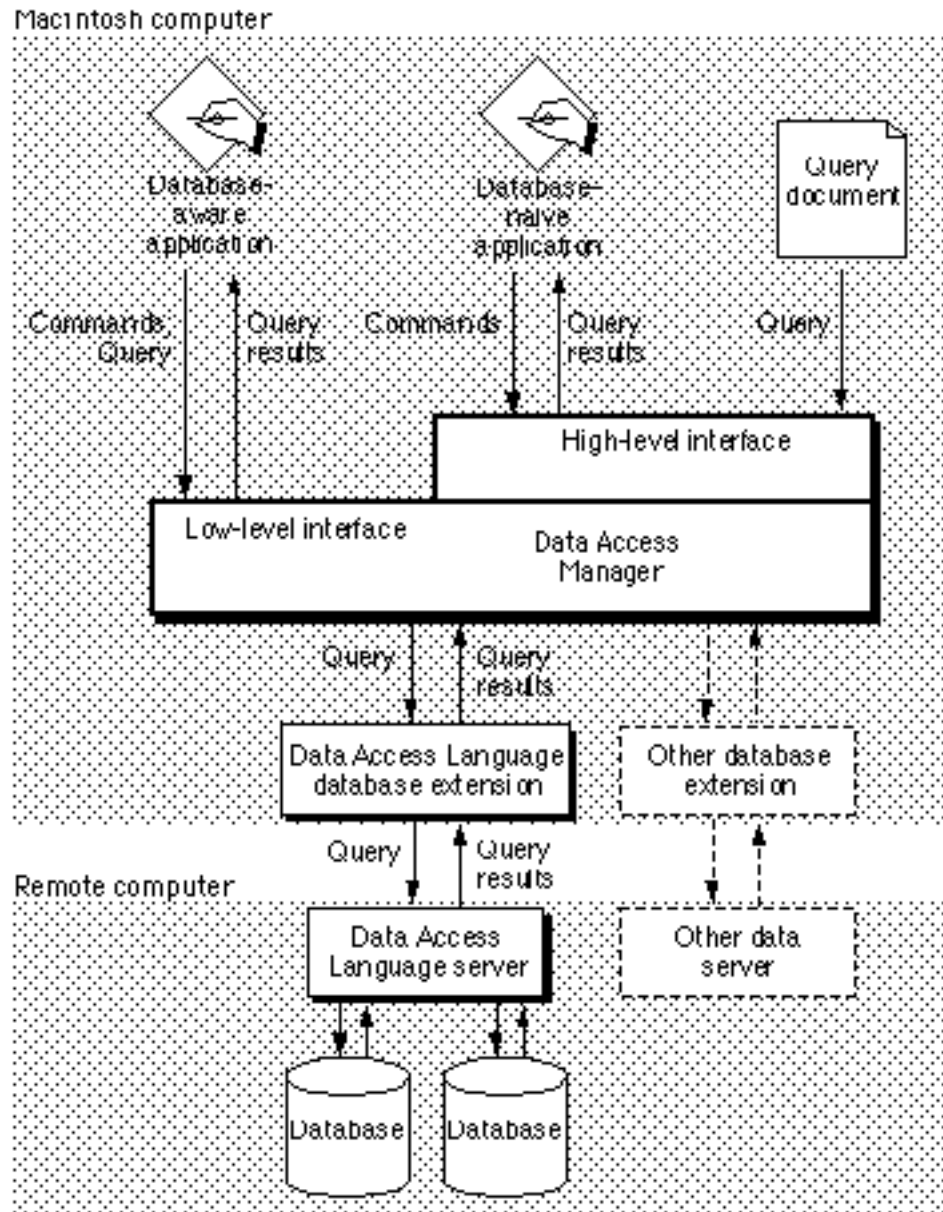 Macintosh computer
Database-
aware
application
Database-
naive
application
Query
document
Commands,
Query
Query
results
Commands
Query
results
Query
High-level interface
Low-level interface
Data Access
Manager
Query
Query
results
Data Access Language
database extension
Other database
extension
Query
Query
results
Remote computer
Data Access
Language server
Other data
server
Database
Database